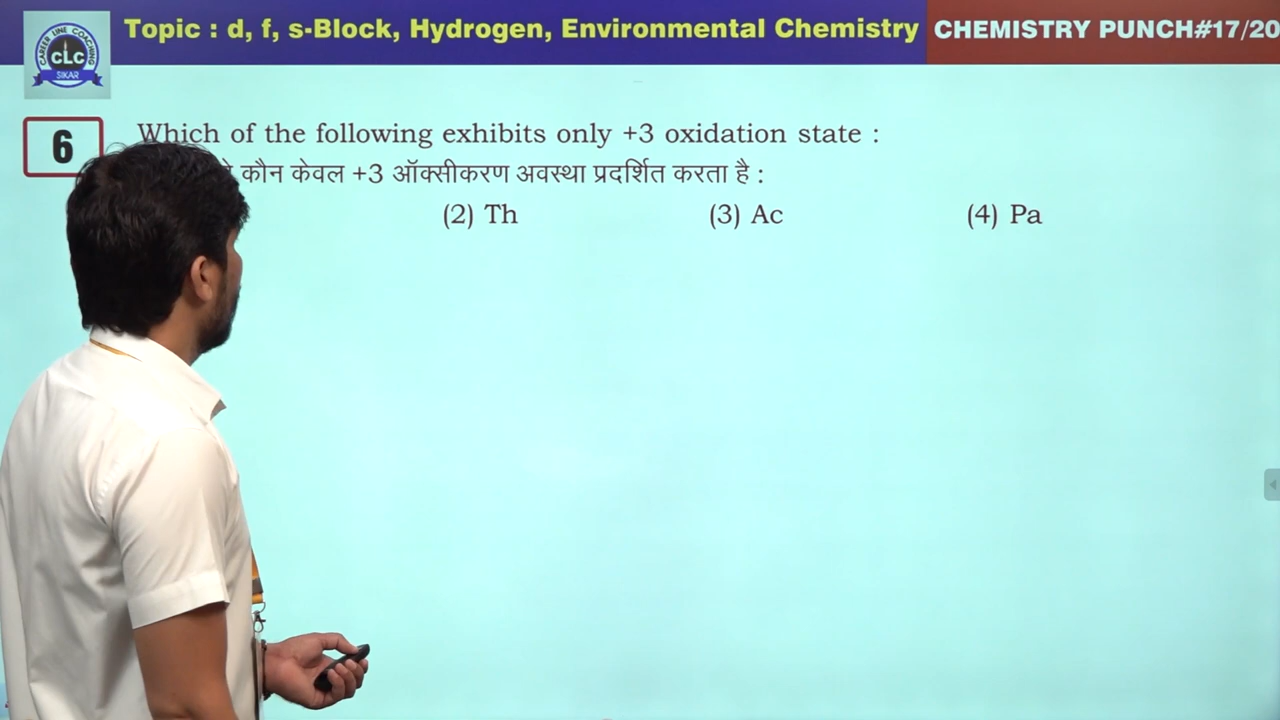 Topic : d, f, s-Block, Hydrogen, Environmental Chemistry
CHEMISTRY PUNCH#17/20
CAREER LINE COACHING
CLC
SIKAR
6
Which of the following exhibits only +3 oxidation state :
कौन केवल +3 ऑक्सीकरण अवस्था प्रदर्शित करता है :
(2) Th (3) Ac (4) Pa